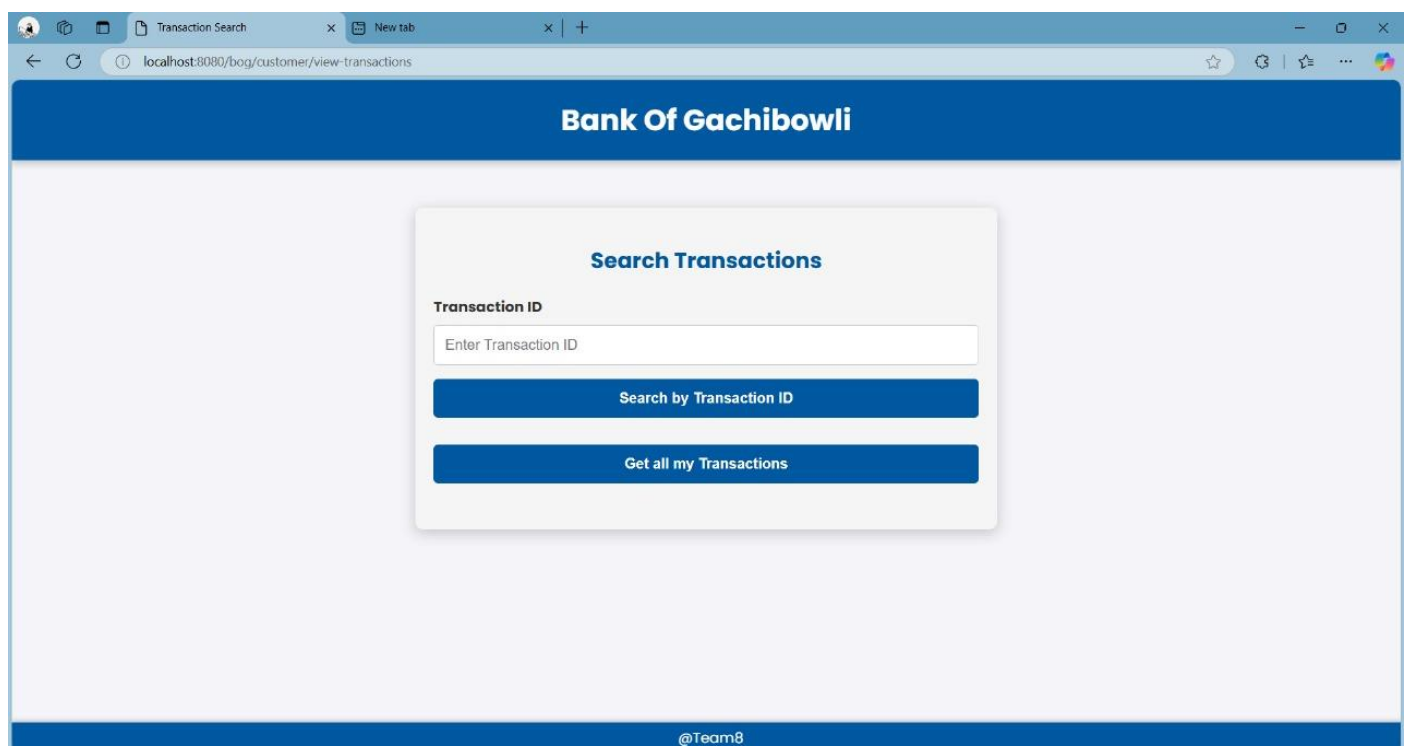 Transaction Search
New tab
localhost:8080/bog/customer/view-transactions
Bank Of Gachibowli
Search Transactions
Transaction ID
Enter Transaction ID
Search by Transaction ID
Get all my Transactions
@Team8